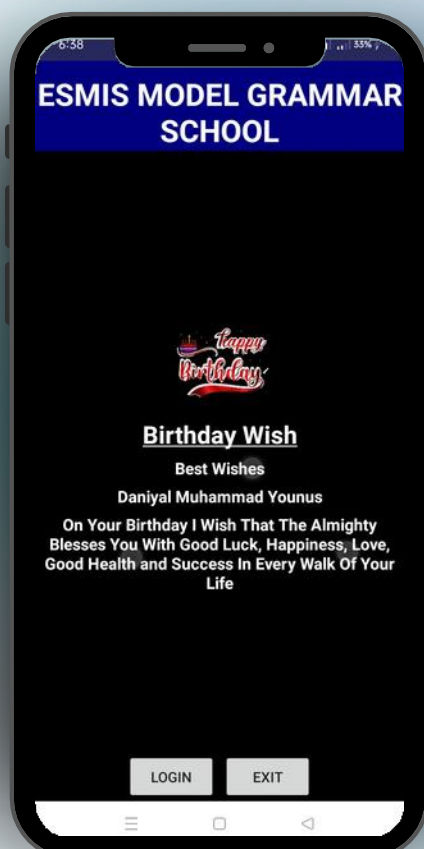 6:38
33%
ESMIS MODEL GRAMMAR
SCHOOL
Happy
Birthday
Birthday Wish
Best Wishes
Daniyal Muhammad Younus
On Your Birthday I Wish That The Almighty
Blesses You With Good Luck, Happiness, Love,
Good Health and Success In Every Walk Of Your
Life
LOGIN
EXIT